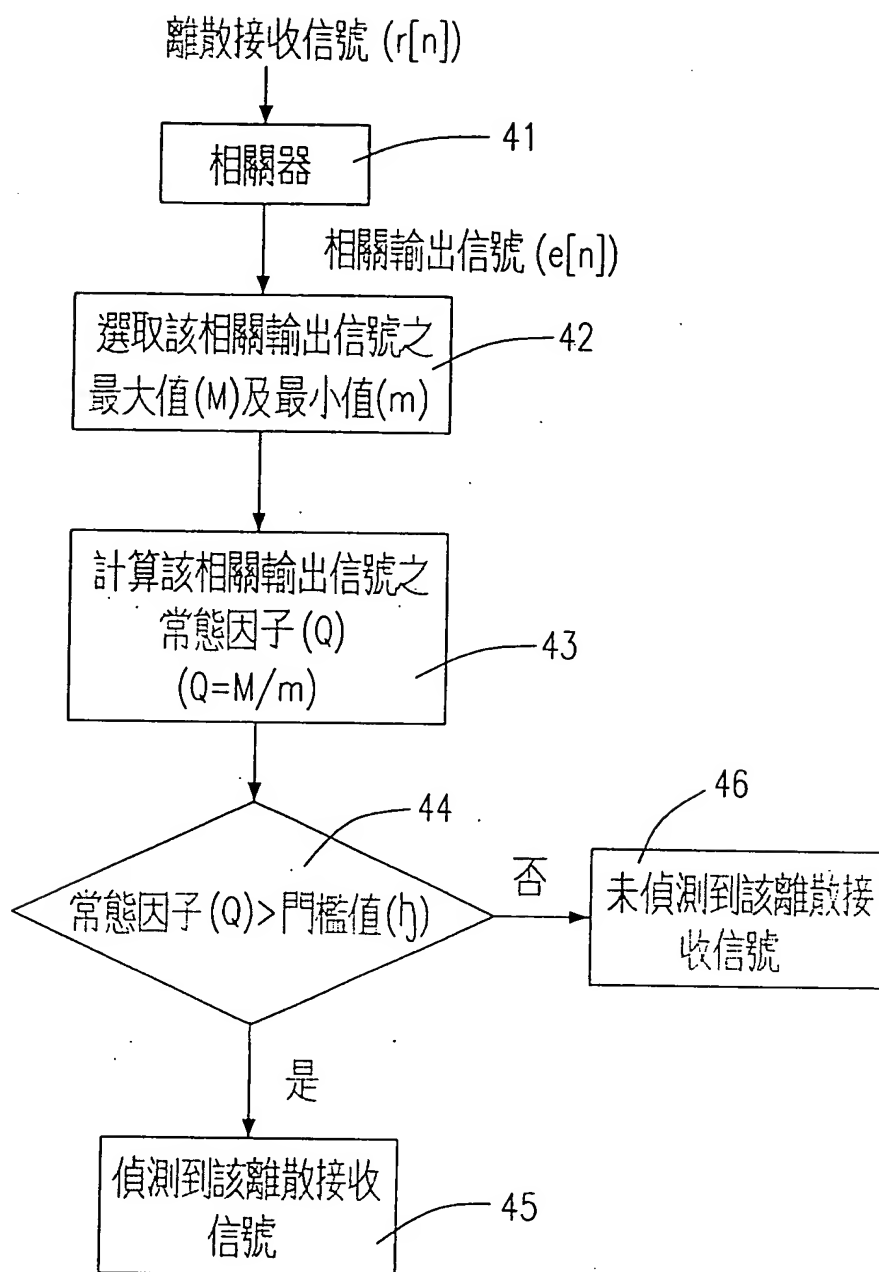 離散接收信號 (r[n])
41
相關器
相關輸出信號 (e[n])
選取該相關輸出信號之
最大值(M)及最小值(m)
42
計算該相關輸出信號之
常態因子(Q)
(Q=M/m)
43
44
常態因子(Q)>門檻值(ђ)
否
46
未偵測到該離散接
收信號
是
偵測到該離散接收
信號
45